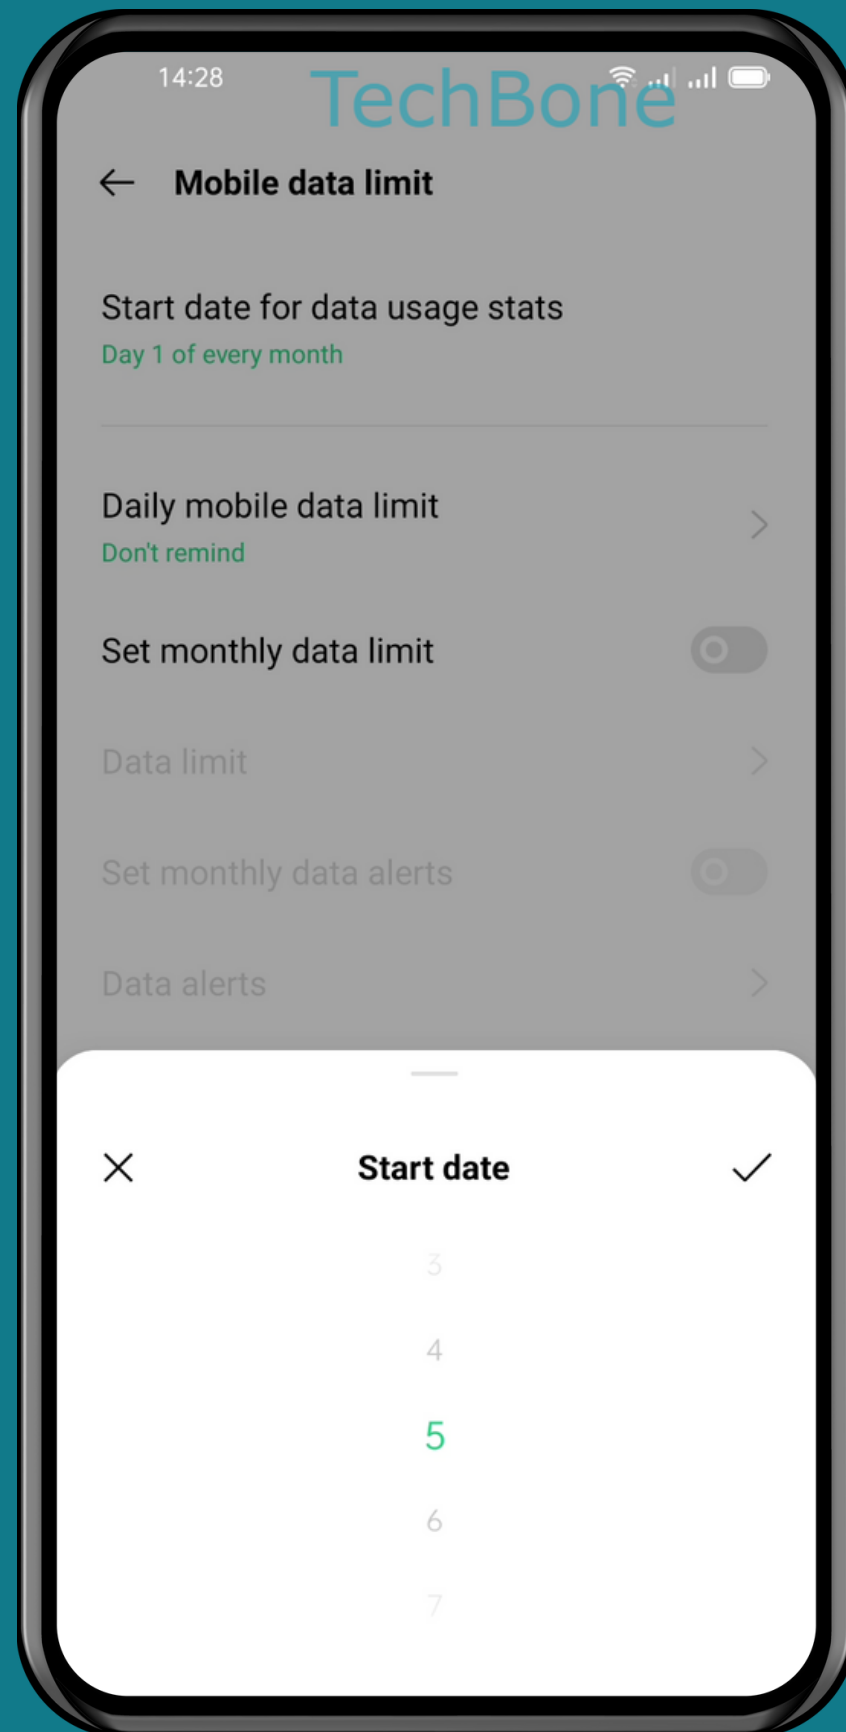 14:28
TechBone
Mobile data limit
Start date for data usage stats
Day 1 of every month
Daily mobile data limit
Don't remind
Set monthly data limit
Data limit
Set monthly data alerts
Data alerts
Start date
3
4
5
6
7